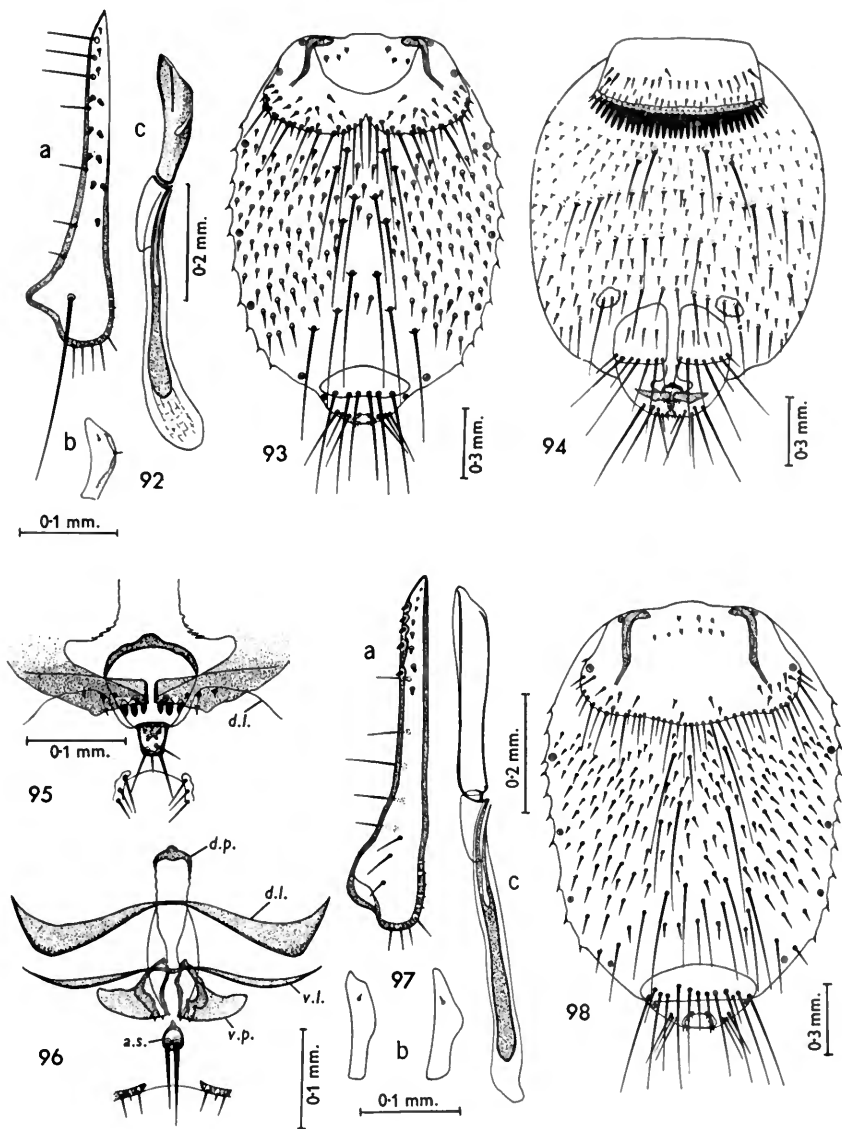 a
c
0·2 mm.
b
92
0·1 mm.
93
0·3 mm.
94
0·3 mm.
d.l.
0·1 mm.
95
d.p.
d.l.
v.l.
v.p.
a.s.
96
0·1 mm.
a
0·2 mm.
c
97
b
0·1 mm.
98
0·3 mm.